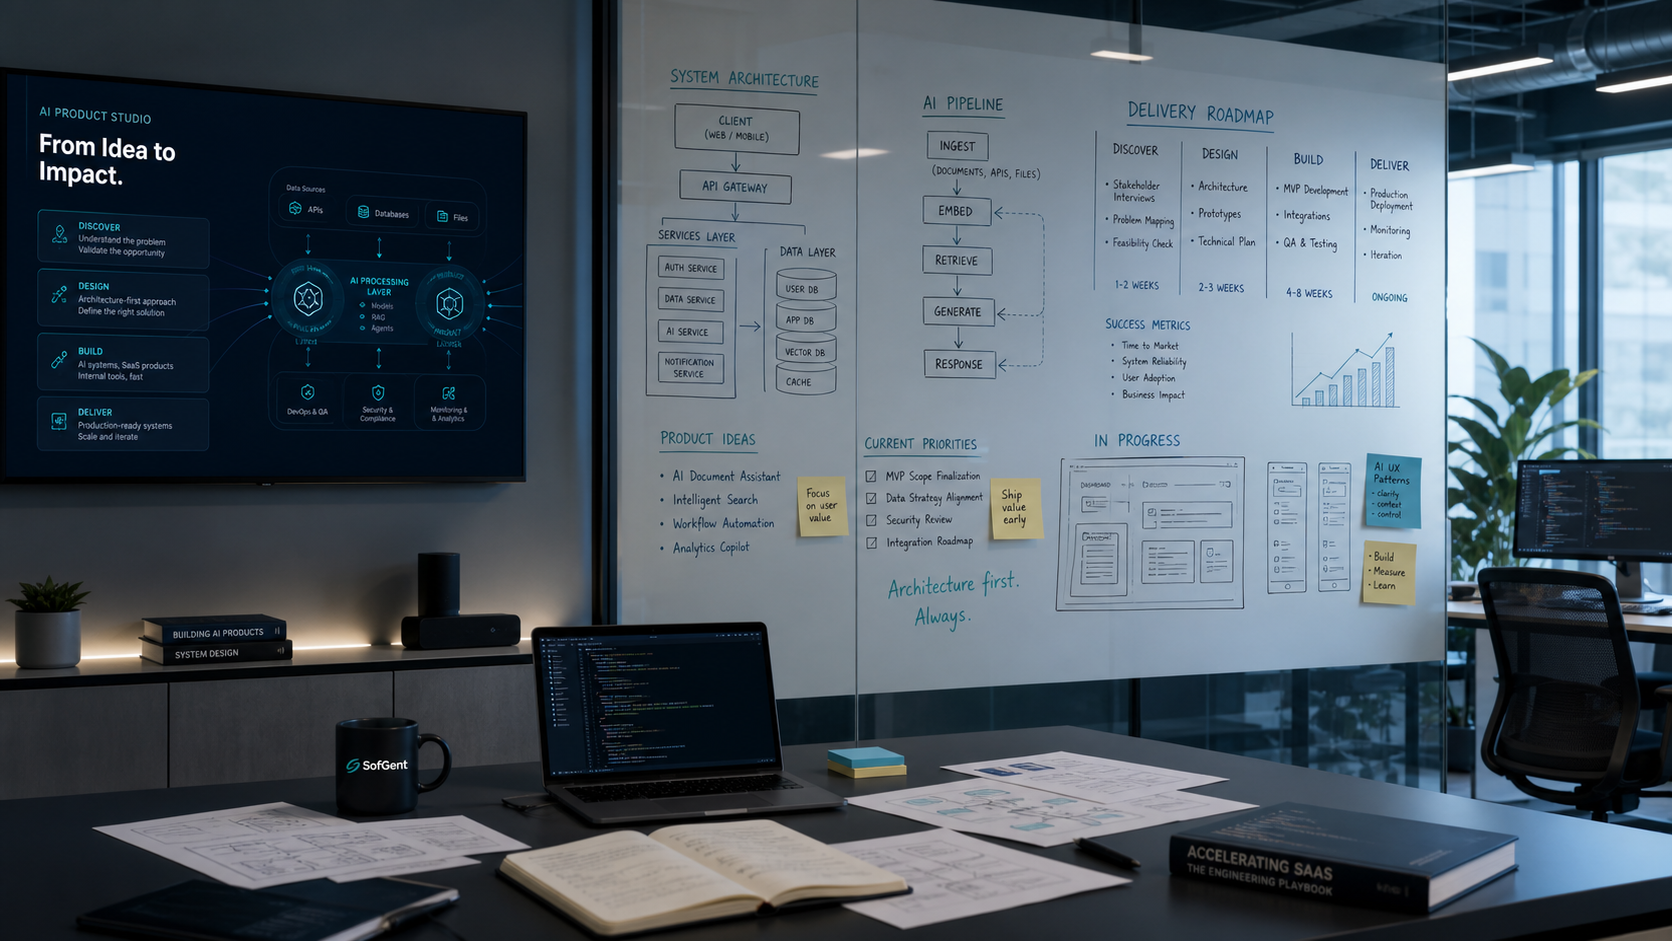 AI PRODUCT STUDIO
From Idea to
Impact.
DISCOVER
Understand the problem
Validate the opportunity
DESIGN
Architecture-first approach
Define the right solution
BUILD
AI systems, SaaS products
Internal tools, fast
DELIVER
Production-ready systems
Scale and iterate
Data Sources
APIs
Databases
Files
AI PROCESSING
LAYER
Models
RAG
Agents
DevOps & QA
Security &
Compliance
Monitoring &
& Analytics
SYSTEM ARCHITECTURE
CLIENT
(WEB / MOBILE)
API GATEWAY
SERVICES LAYER
AUTH SERVICE
DATA SERVICE
AI SERVICE
NOTIFICATION
SERVICE
DATA LAYER
USER DB
APP DB
VECTOR DB
CACHE
AI PIPELINE
INGEST
(DOCUMENTS, APIS, FILES)
EMBED
RETRIEVE
GENERATE
RESPONSE
DELIVERY ROADMAP
DISCOVER
• Stakeholder
Interviews
• Problem Mapping
• Feasibility Check
1-2 WEEKS
DESIGN
• Architecture
• Prototypes
• Technical Plan
2-3 WEEKS
BUILD
• MVP Development
• Integrations
• QA & Testing
4-8 WEEKS
DELIVER
• Production
Deployment
• Monitoring
• Iteration
ONGOING
SUCCESS METRICS
• Time to Market
• System Reliability
• User Adoption
• Business Impact
PRODUCT IDEAS
• AI Document Assistant
• Intelligent Search
• Workflow Automation
• Analytics Copilot
Focus
on user
value
CURRENT PRIORITIES
MVP Scope Finalization
Data Strategy Alignment
Security Review
Integration Roadmap
Ship
value
early
Architecture first.
Always.
IN PROGRESS
DASHBOARD
AI UX
Patterns
- clarify
- context
- control
• Build
• Measure
• Learn
BUILDING AI PRODUCTS
SYSTEM DESIGN
SofGent
ACCELERATING SAAS
THE ENGINEERING PLAYBOOK